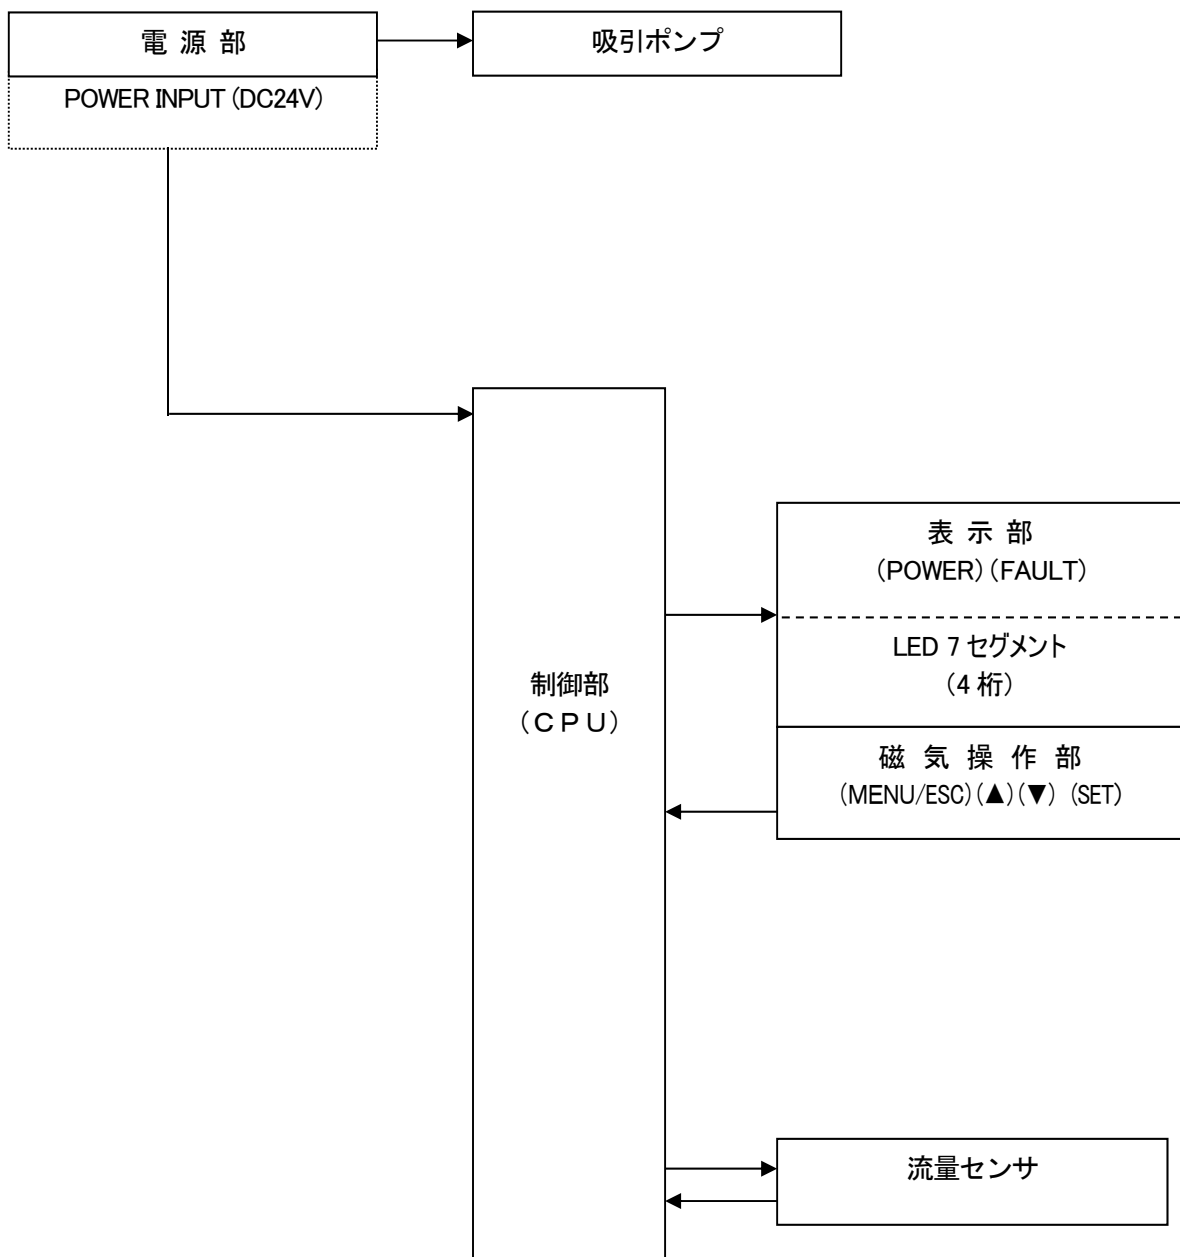 電 源 部
吸引ポンプ
POWER INPUT (DC24V)
表 示 部
(POWER)(FAULT)
LED 7 セグメント
(4 桁)
制御部
(ＣＰＵ)
磁 気 操 作 部
(MENU/ESC)(▲)(▼) (SET)
流量センサ